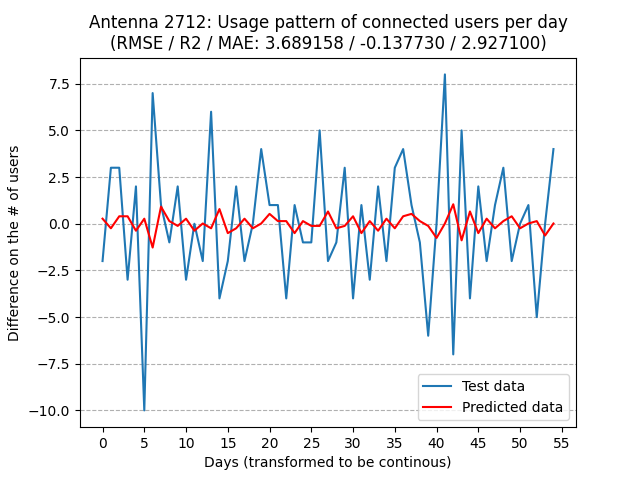 Antenna 2712: Usage pattern of connected users per day
(RMSE / R2 / MAE: 3.689158 / -0.137730 / 2.927100)
Difference on the # of users
7.5
5.0
2.5
0.0
−2.5
−5.0
−7.5
−10.0
Test data
Predicted data
0 5 10 15 20 25 30 35 40 45 50 55
Days (transformed to be continous)